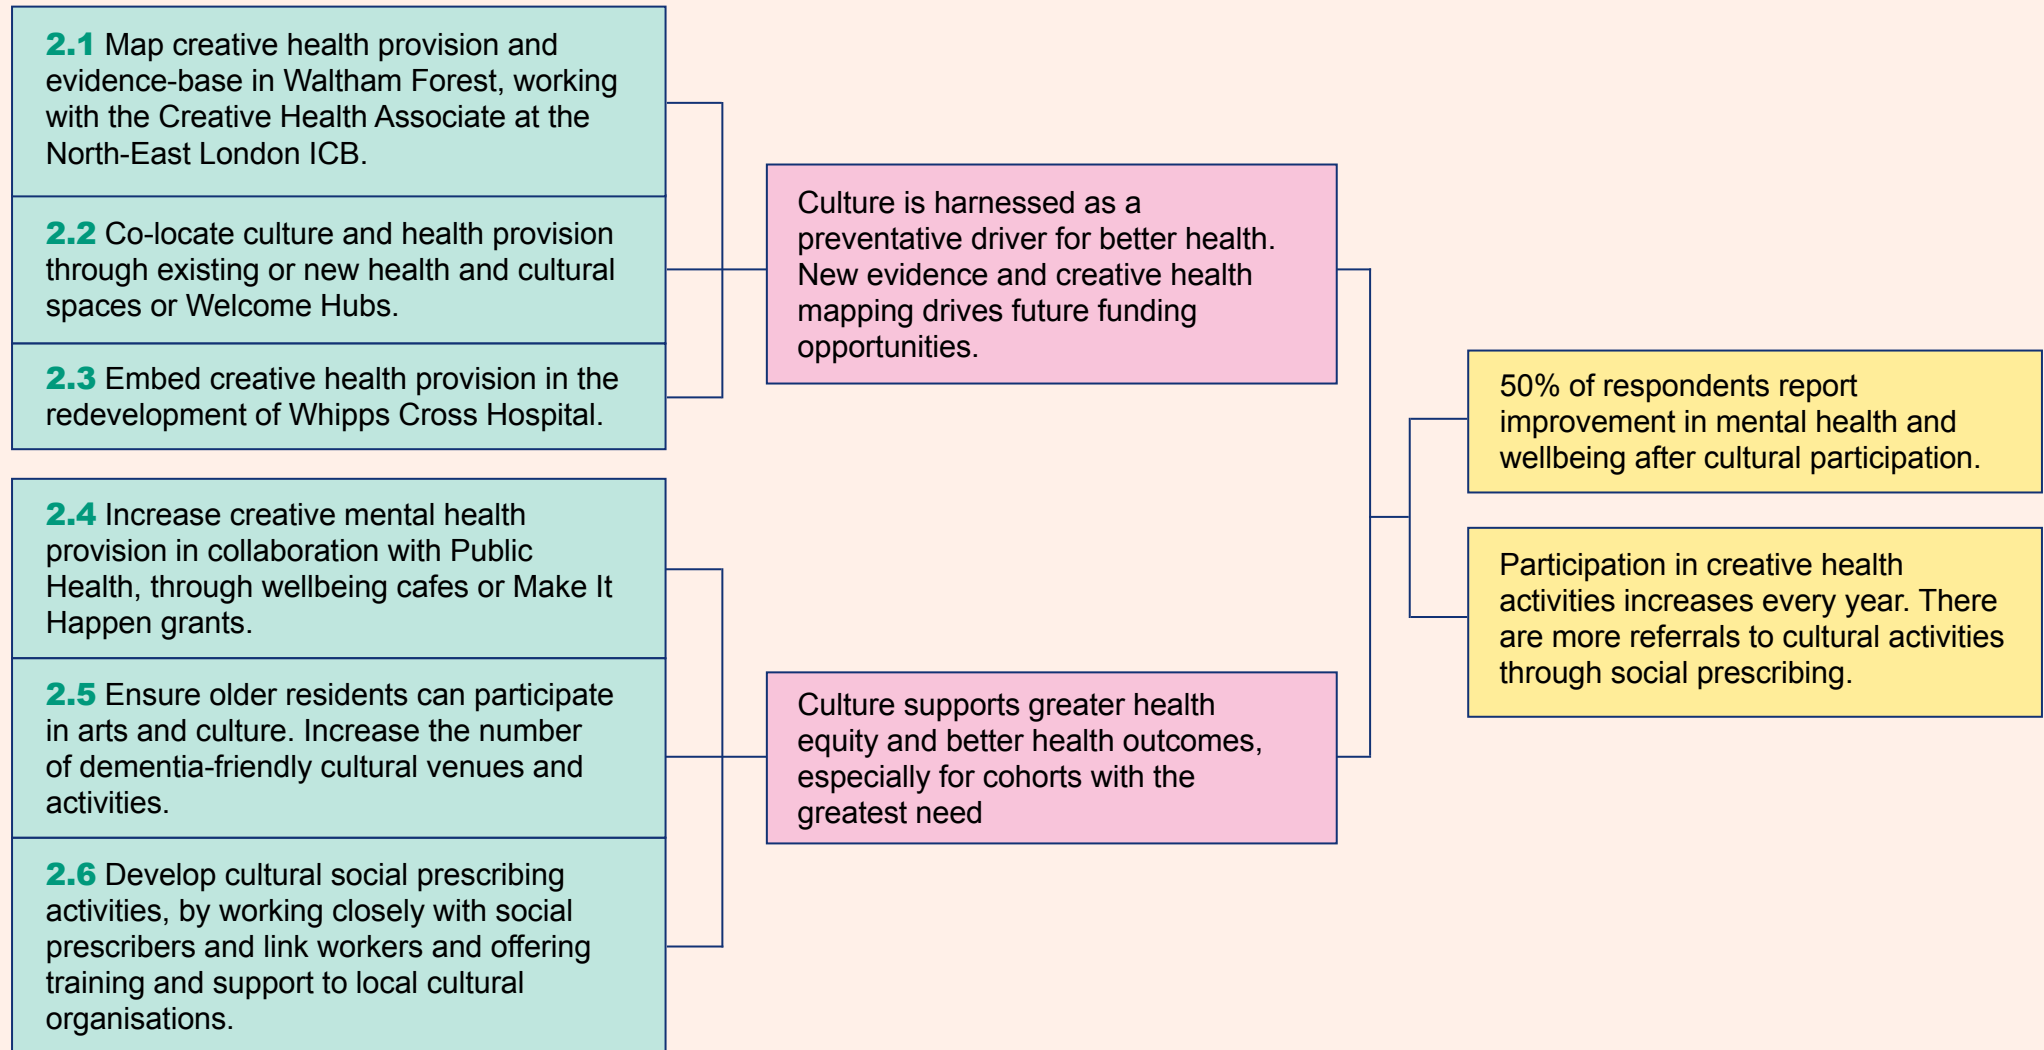 2.1 Map creative health provision and
evidence-base in Waltham Forest, working
with the Creative Health Associate at the
North-East London ICB.
2.2 Co-locate culture and health provision
through existing or new health and cultural
spaces or Welcome Hubs.
2.3 Embed creative health provision in the
redevelopment of Whipps Cross Hospital.
2.4 Increase creative mental health
provision in collaboration with Public
Health, through wellbeing cafes or Make It
Happen grants.
2.5 Ensure older residents can participate
in arts and culture. Increase the number
of dementia-friendly cultural venues and
activities.
2.6 Develop cultural social prescribing
activities, by working closely with social
prescribers and link workers and offering
training and support to local cultural
organisations.
Culture is harnessed as a
preventative driver for better health.
New evidence and creative health
mapping drives future funding
opportunities.
Culture supports greater health
equity and better health outcomes,
especially for cohorts with the
greatest need
50% of respondents report
improvement in mental health and
wellbeing after cultural participation.
Participation in creative health
activities increases every year. There
are more referrals to cultural activities
through social prescribing.